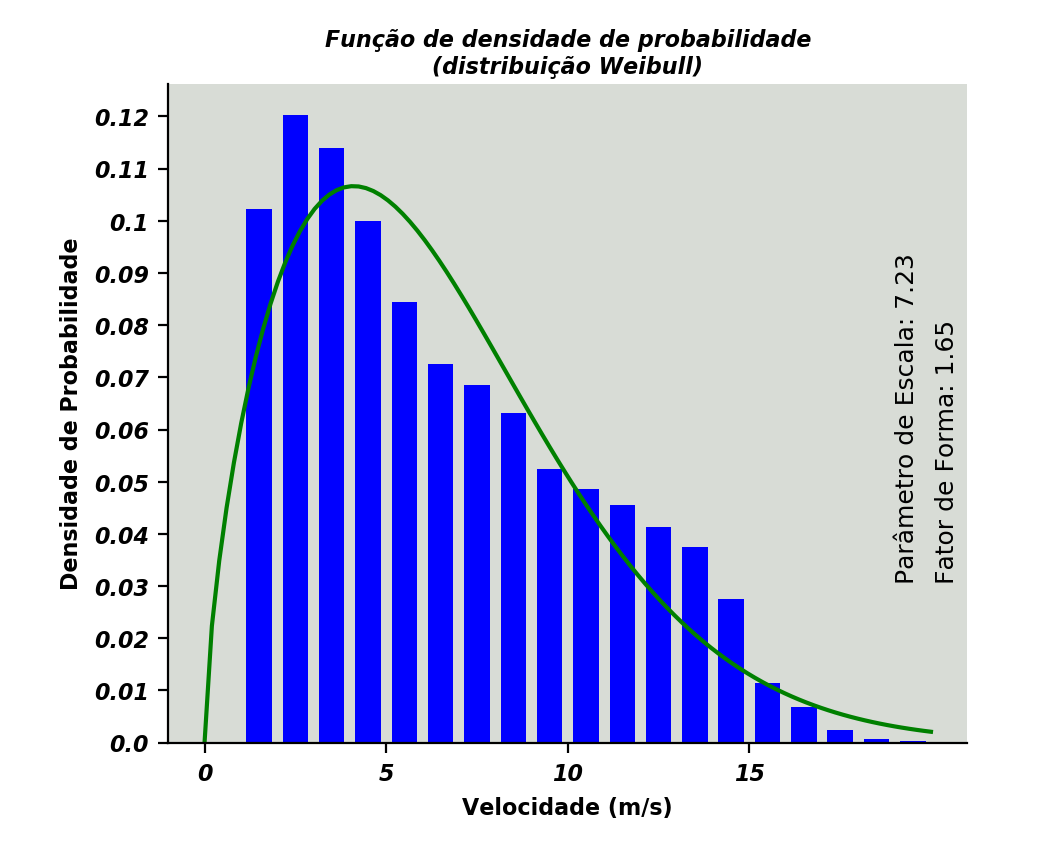 Função de densidade de probabilidade
(distribuição Weibull)
0.12
0.11
0.1
0.09
0.08
0.07
0.06
0.05
0.04
0.03
0.02
0.01
0.0
Densidade de Probabilidade
Parâmetro de Escala: 7.23
Fator de Forma: 1.65
0 5 10 15
Velocidade (m/s)